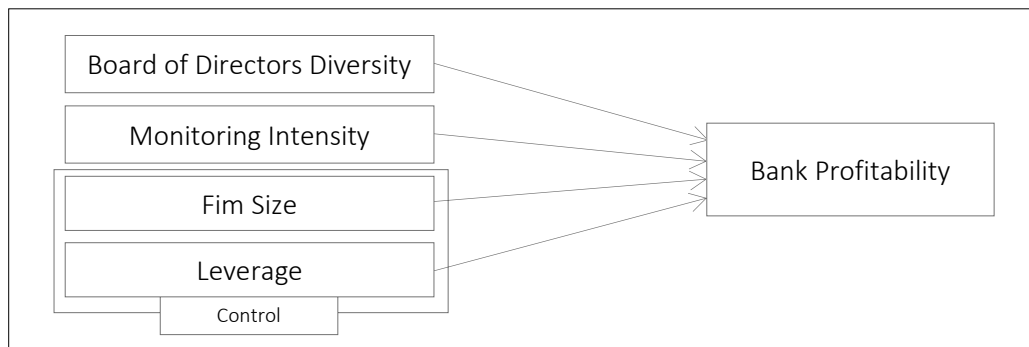 Board of Directors Diversity
Monitoring Intensity
Fim Size
Leverage
Control
Bank Profitability